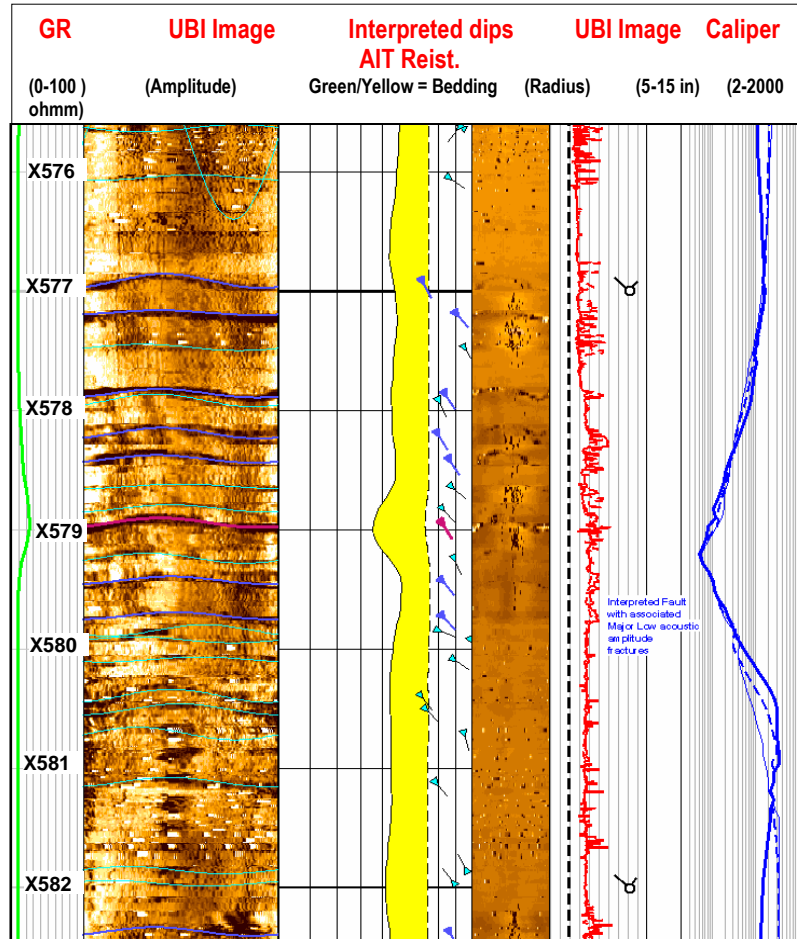 GR UBI Image Interpreted dips UBI Image Caliper
AIT Reist.
(0-100 ) (Amplitude) Green/Yellow = Bedding (Radius) (5-15 in) (2-2000
ohmm)
X576
X577
X578
X579
Interpreted Fault
with associated
Major Low acoustic
amplitude
fractures
X580
X581
X582